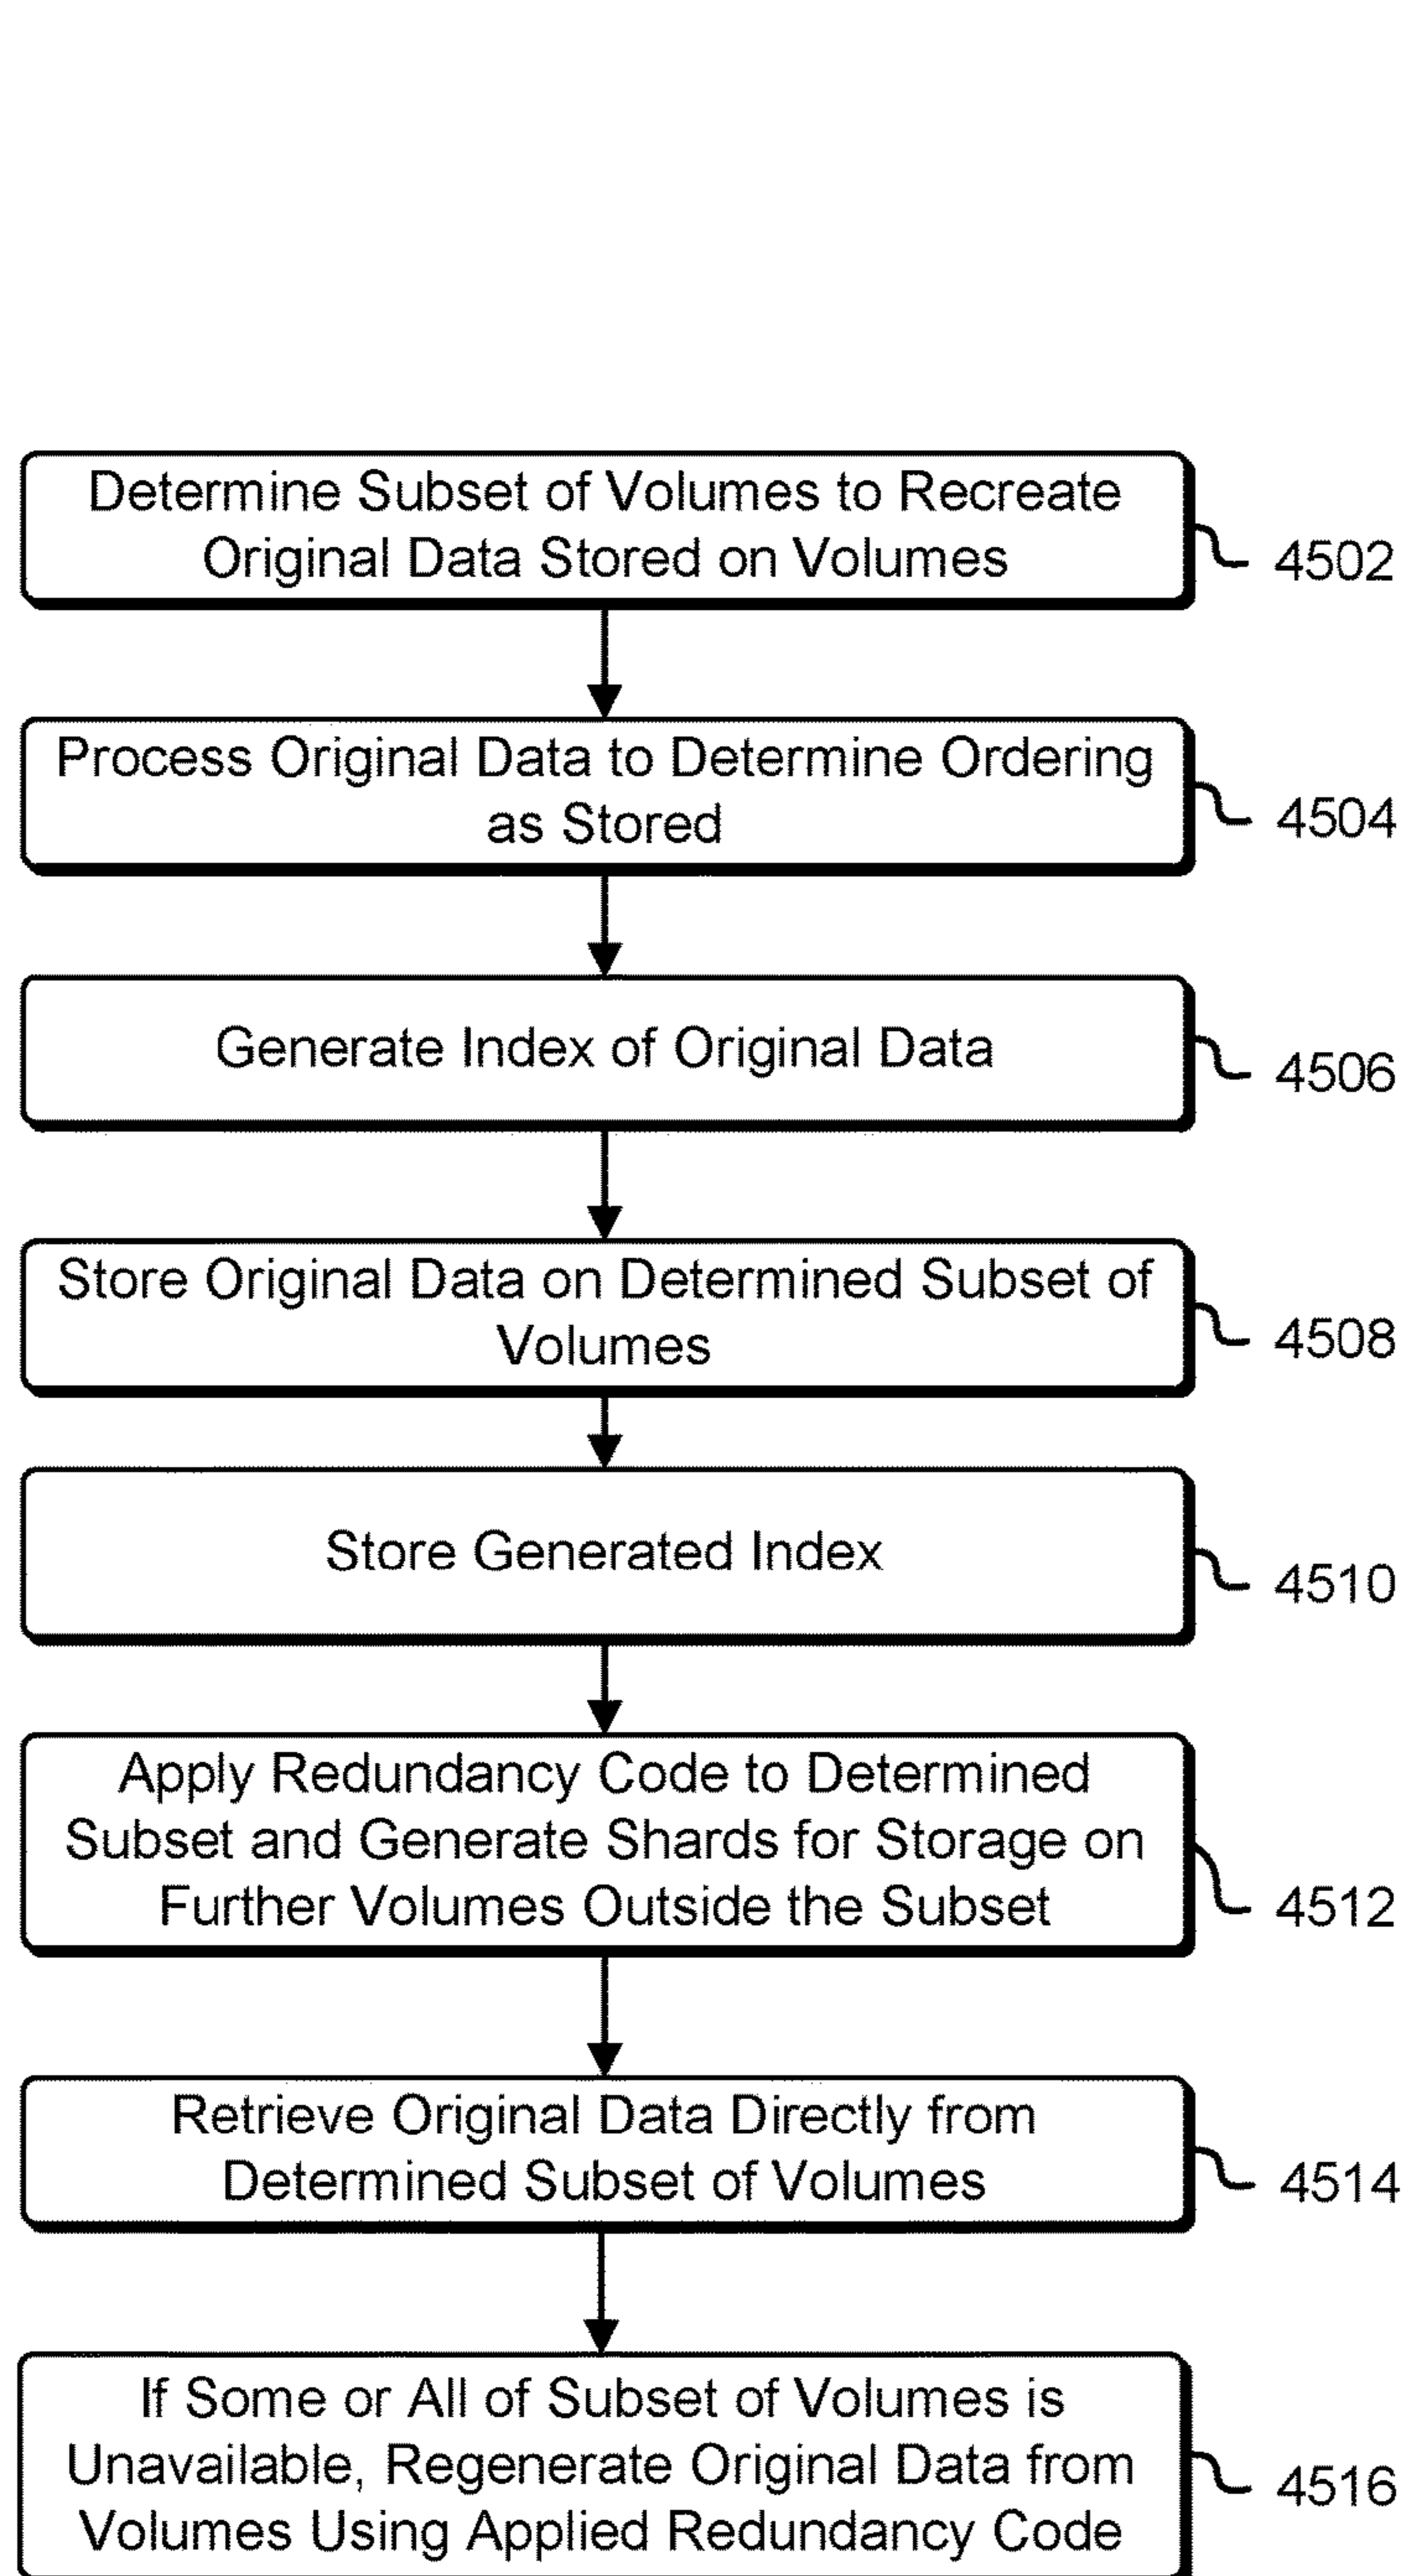 Determine Subset of Volumes to Recreate
Original Data Stored on Volumes
4502
Process Original Data to Determine Ordering
as Stored
4504
Generate Index of Original Data
4506
Store Original Data on Determined Subset of
Volumes
4508
Store Generated Index
4510
Apply Redundancy Code to Determined
Subset and Generate Shards for Storage on
Further Volumes Outside the Subset
4512
Retrieve Original Data Directly from
Determined Subset of Volumes
4514
If Some or All of Subset of Volumes is
Unavailable, Regenerate Original Data from
Volumes Using Applied Redundancy Code
4516